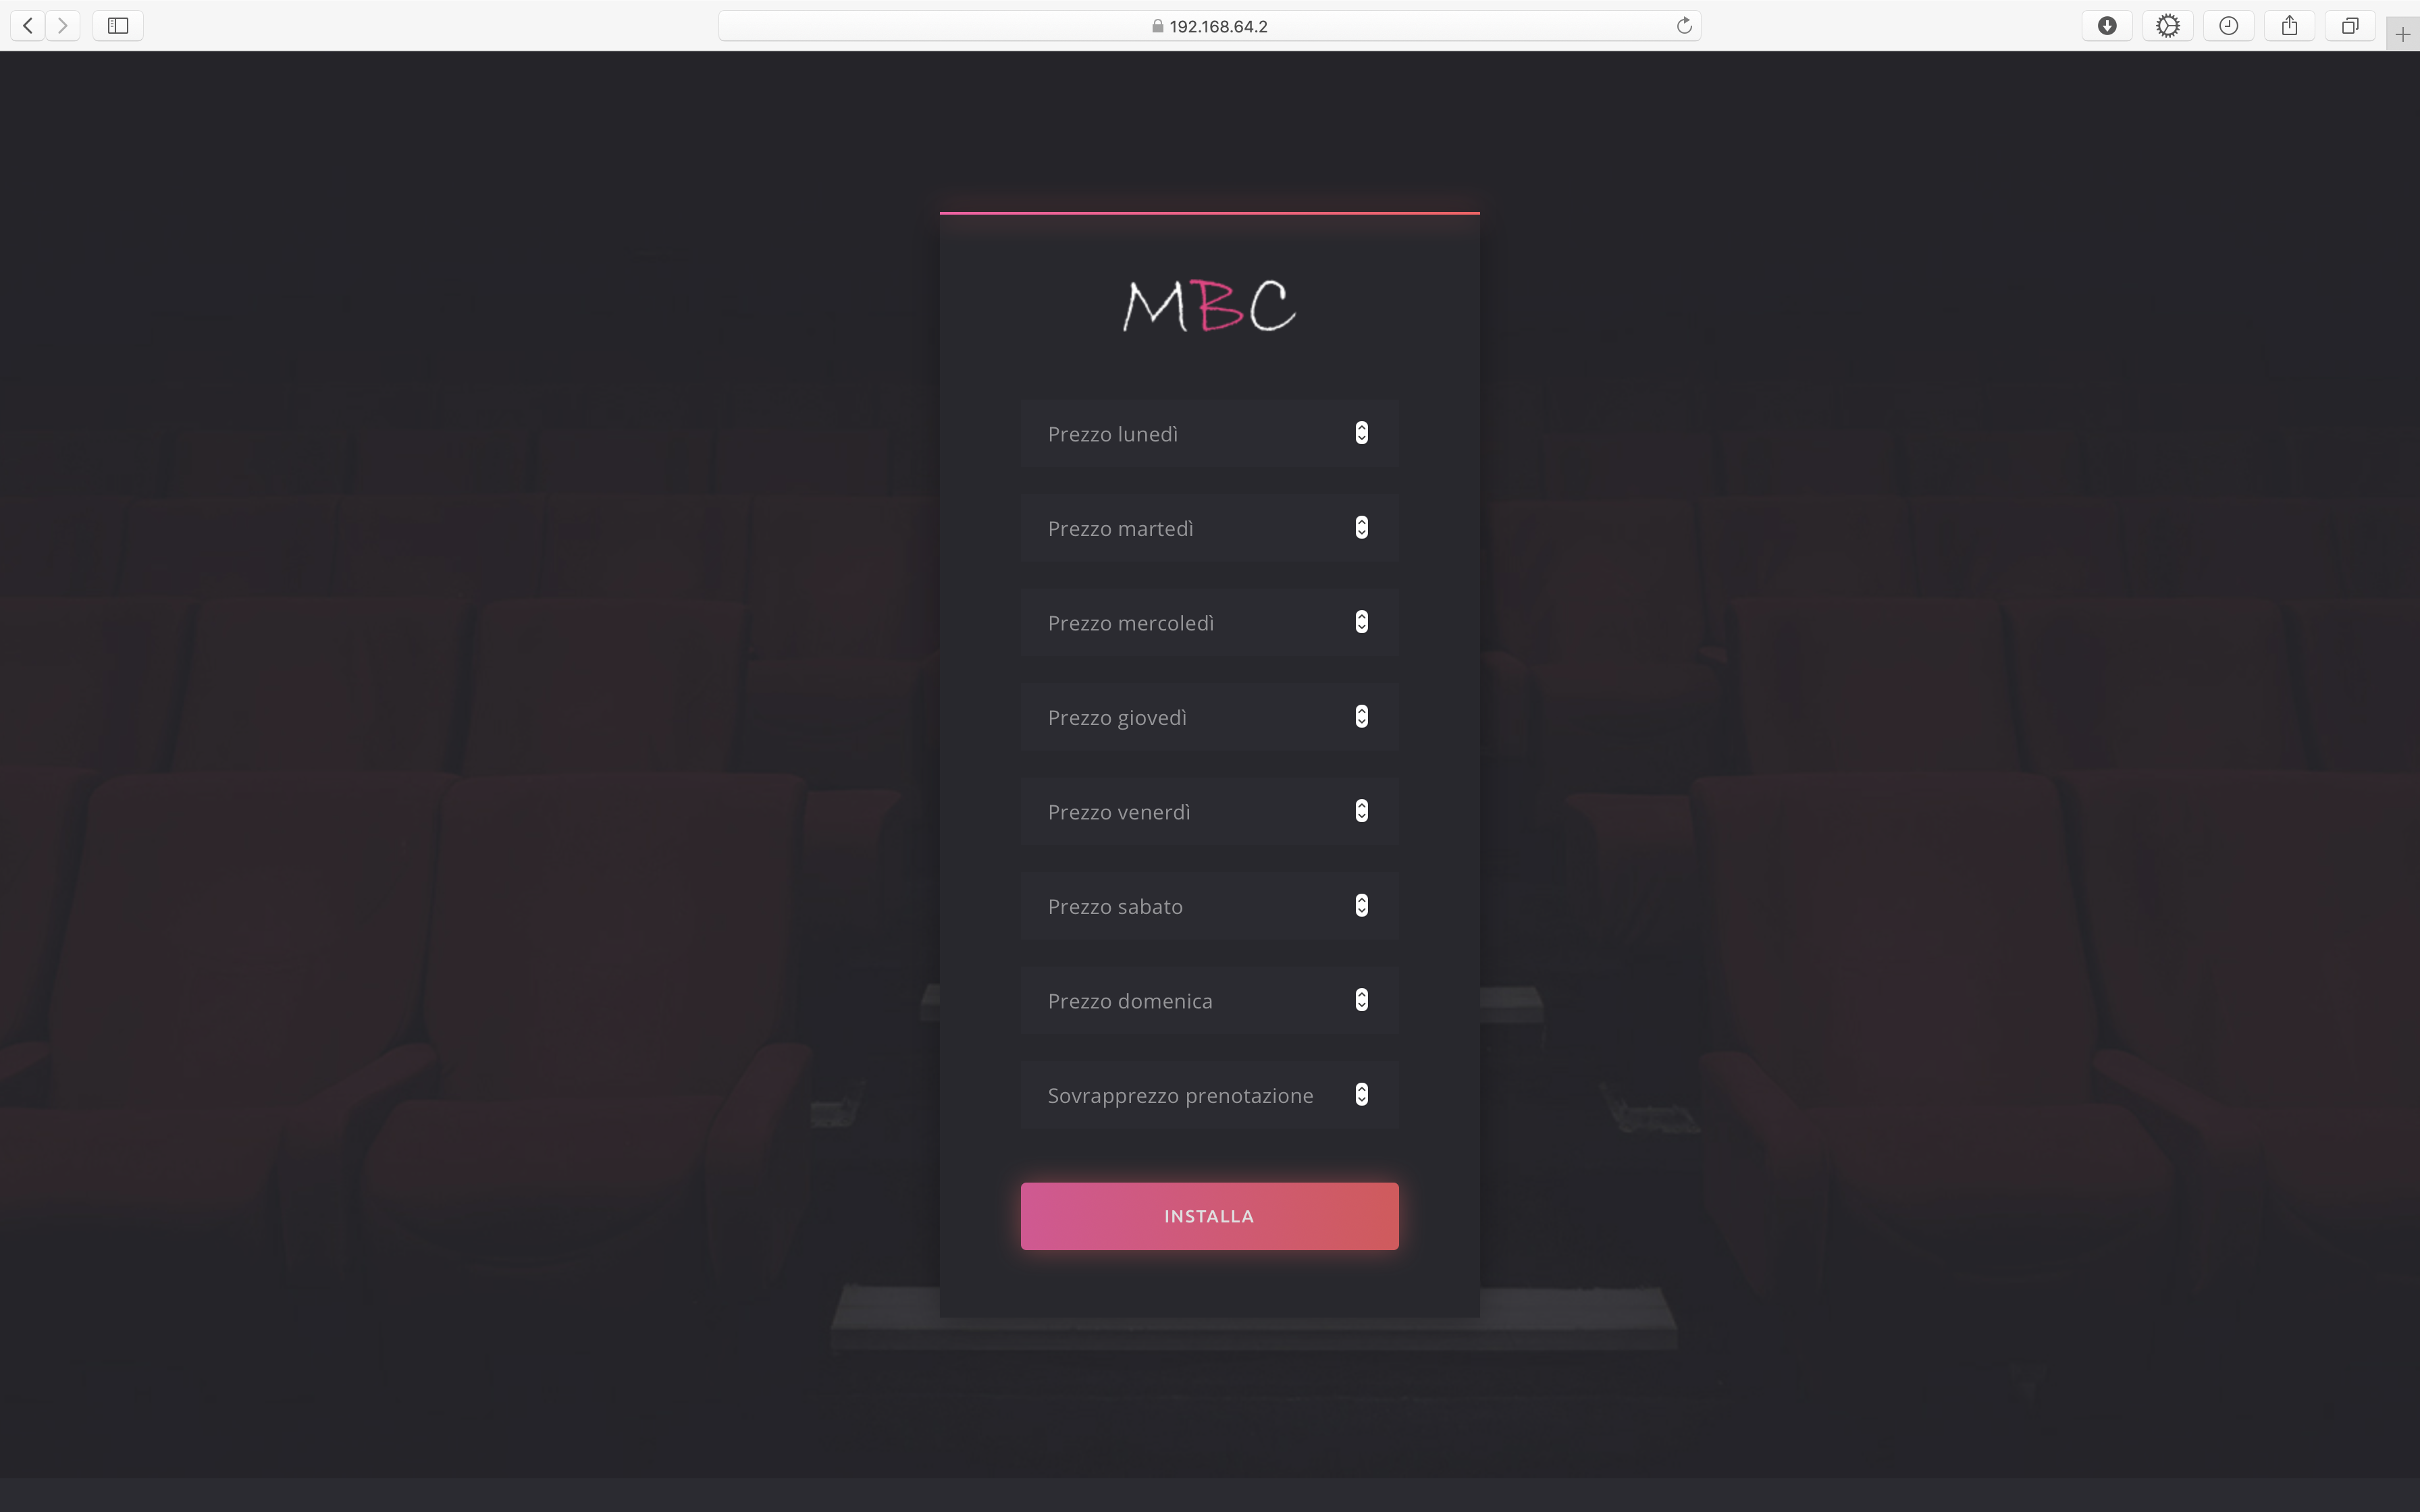 192.168.64.2
MBC
Prezzo lunedì
Prezzo martedì
Prezzo mercoledì
Prezzo giovedì
Prezzo venerdì
Prezzo sabato
Prezzo domenica
Sovrapprezzo prenotazione
INSTALLA